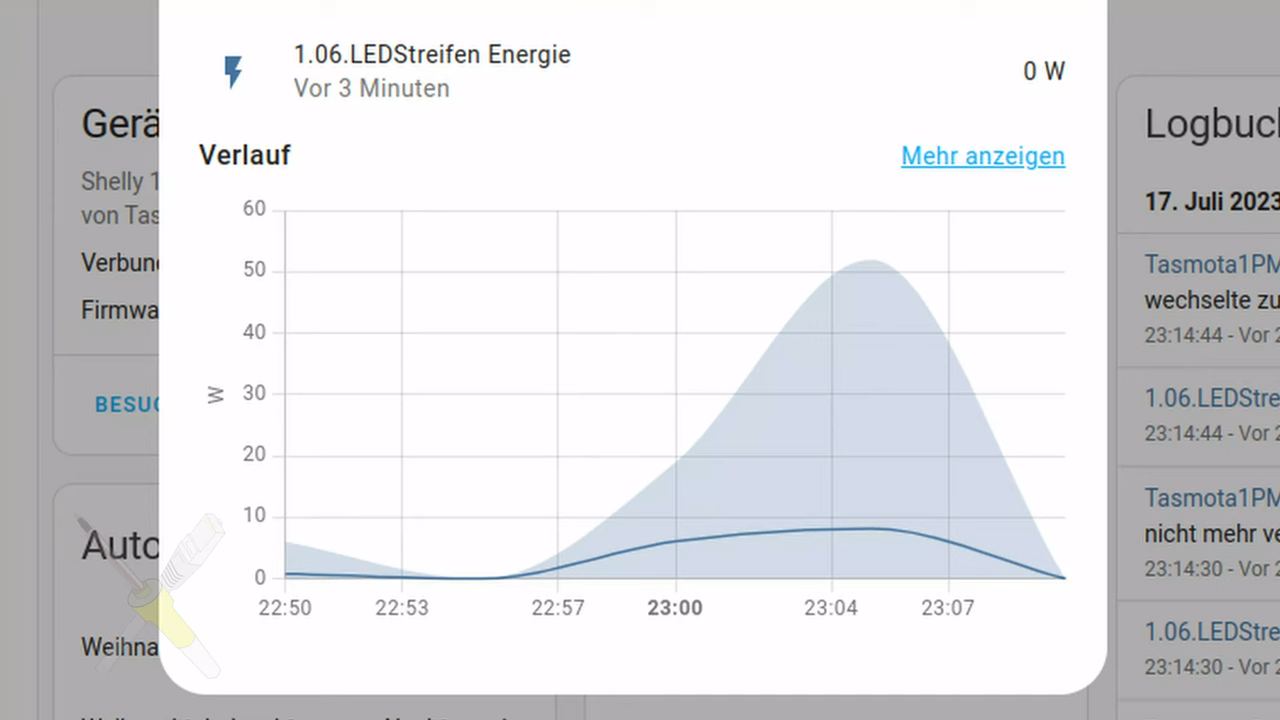 1.06.LEDStreifen Energie
Vor 3 Minuten
0 W
Verlauf
Mehr anzeigen
60
50
40
30
20
10
0
W
22:50
22:53
22:57
23:00
23:04
23:07
Gerä
Shelly 1
von Tas
Verbun
Firmwa
BESUC
Auto
Weihna
Logbuch
17. Juli 2023
Tasmota1PM
wechselte zu
23:14:44 - Vor 2
1.06.LEDStre
23:14:44 - Vor 2
Tasmota1PM
nicht mehr ve
23:14:30 - Vor 2
1.06.LEDStre
23:14:30 - Vor 2